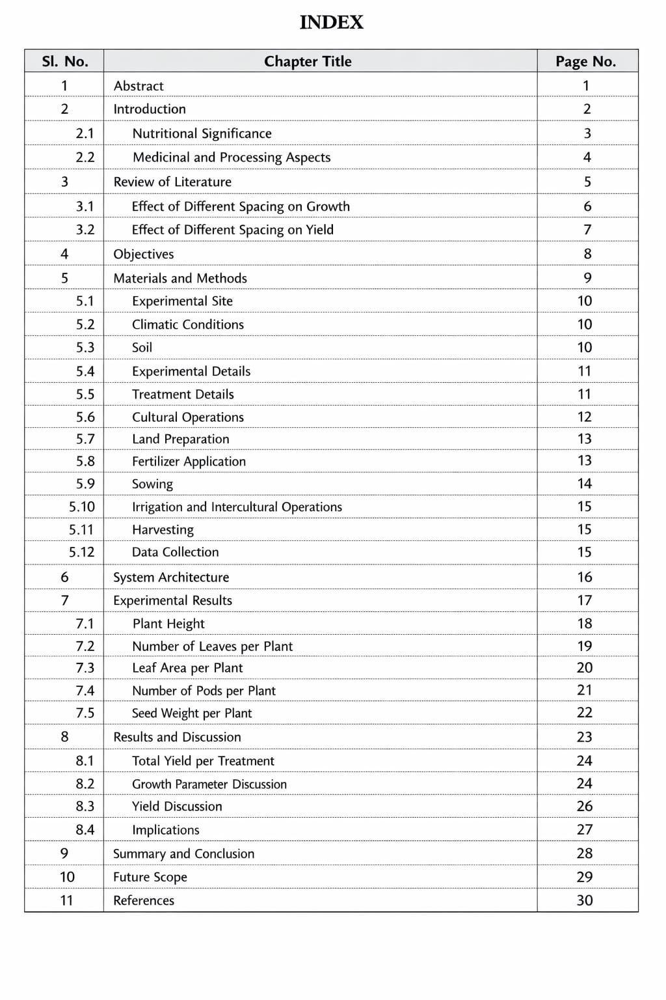 INDEX
Sl. No. Chapter Title Page No.
1 Abstract 1
2 Introduction 2
2.1 Nutritional Significance 3
2.2 Medicinal and Processing Aspects 4
3 Review of Literature 5
3.1 Effect of Different Spacing on Growth 6
3.2 Effect of Different Spacing on Yield 7
4 Objectives 8
5 Materials and Methods 9
5.1 Experimental Site 10
5.2 Climatic Conditions 10
5.3 Soil 10
5.4 Experimental Details 11
5.5 Treatment Details 11
5.6 Cultural Operations 12
5.7 Land Preparation 13
5.8 Fertilizer Application 13
5.9 Sowing 14
5.10 Irrigation and Intercultural Operations 15
5.11 Harvesting 15
5.12 Data Collection 15
6 System Architecture 16
7 Experimental Results 17
7.1 Plant Height 18
7.2 Number of Leaves per Plant 19
7.3 Leaf Area per Plant 20
7.4 Number of Pods per Plant 21
7.5 Seed Weight per Plant 22
8 Results and Discussion 23
8.1 Total Yield per Treatment 24
8.2 Growth Parameter Discussion 24
8.3 Yield Discussion 26
8.4 Implications 27
9 Summary and Conclusion 28
10 Future Scope 29
11 References 30